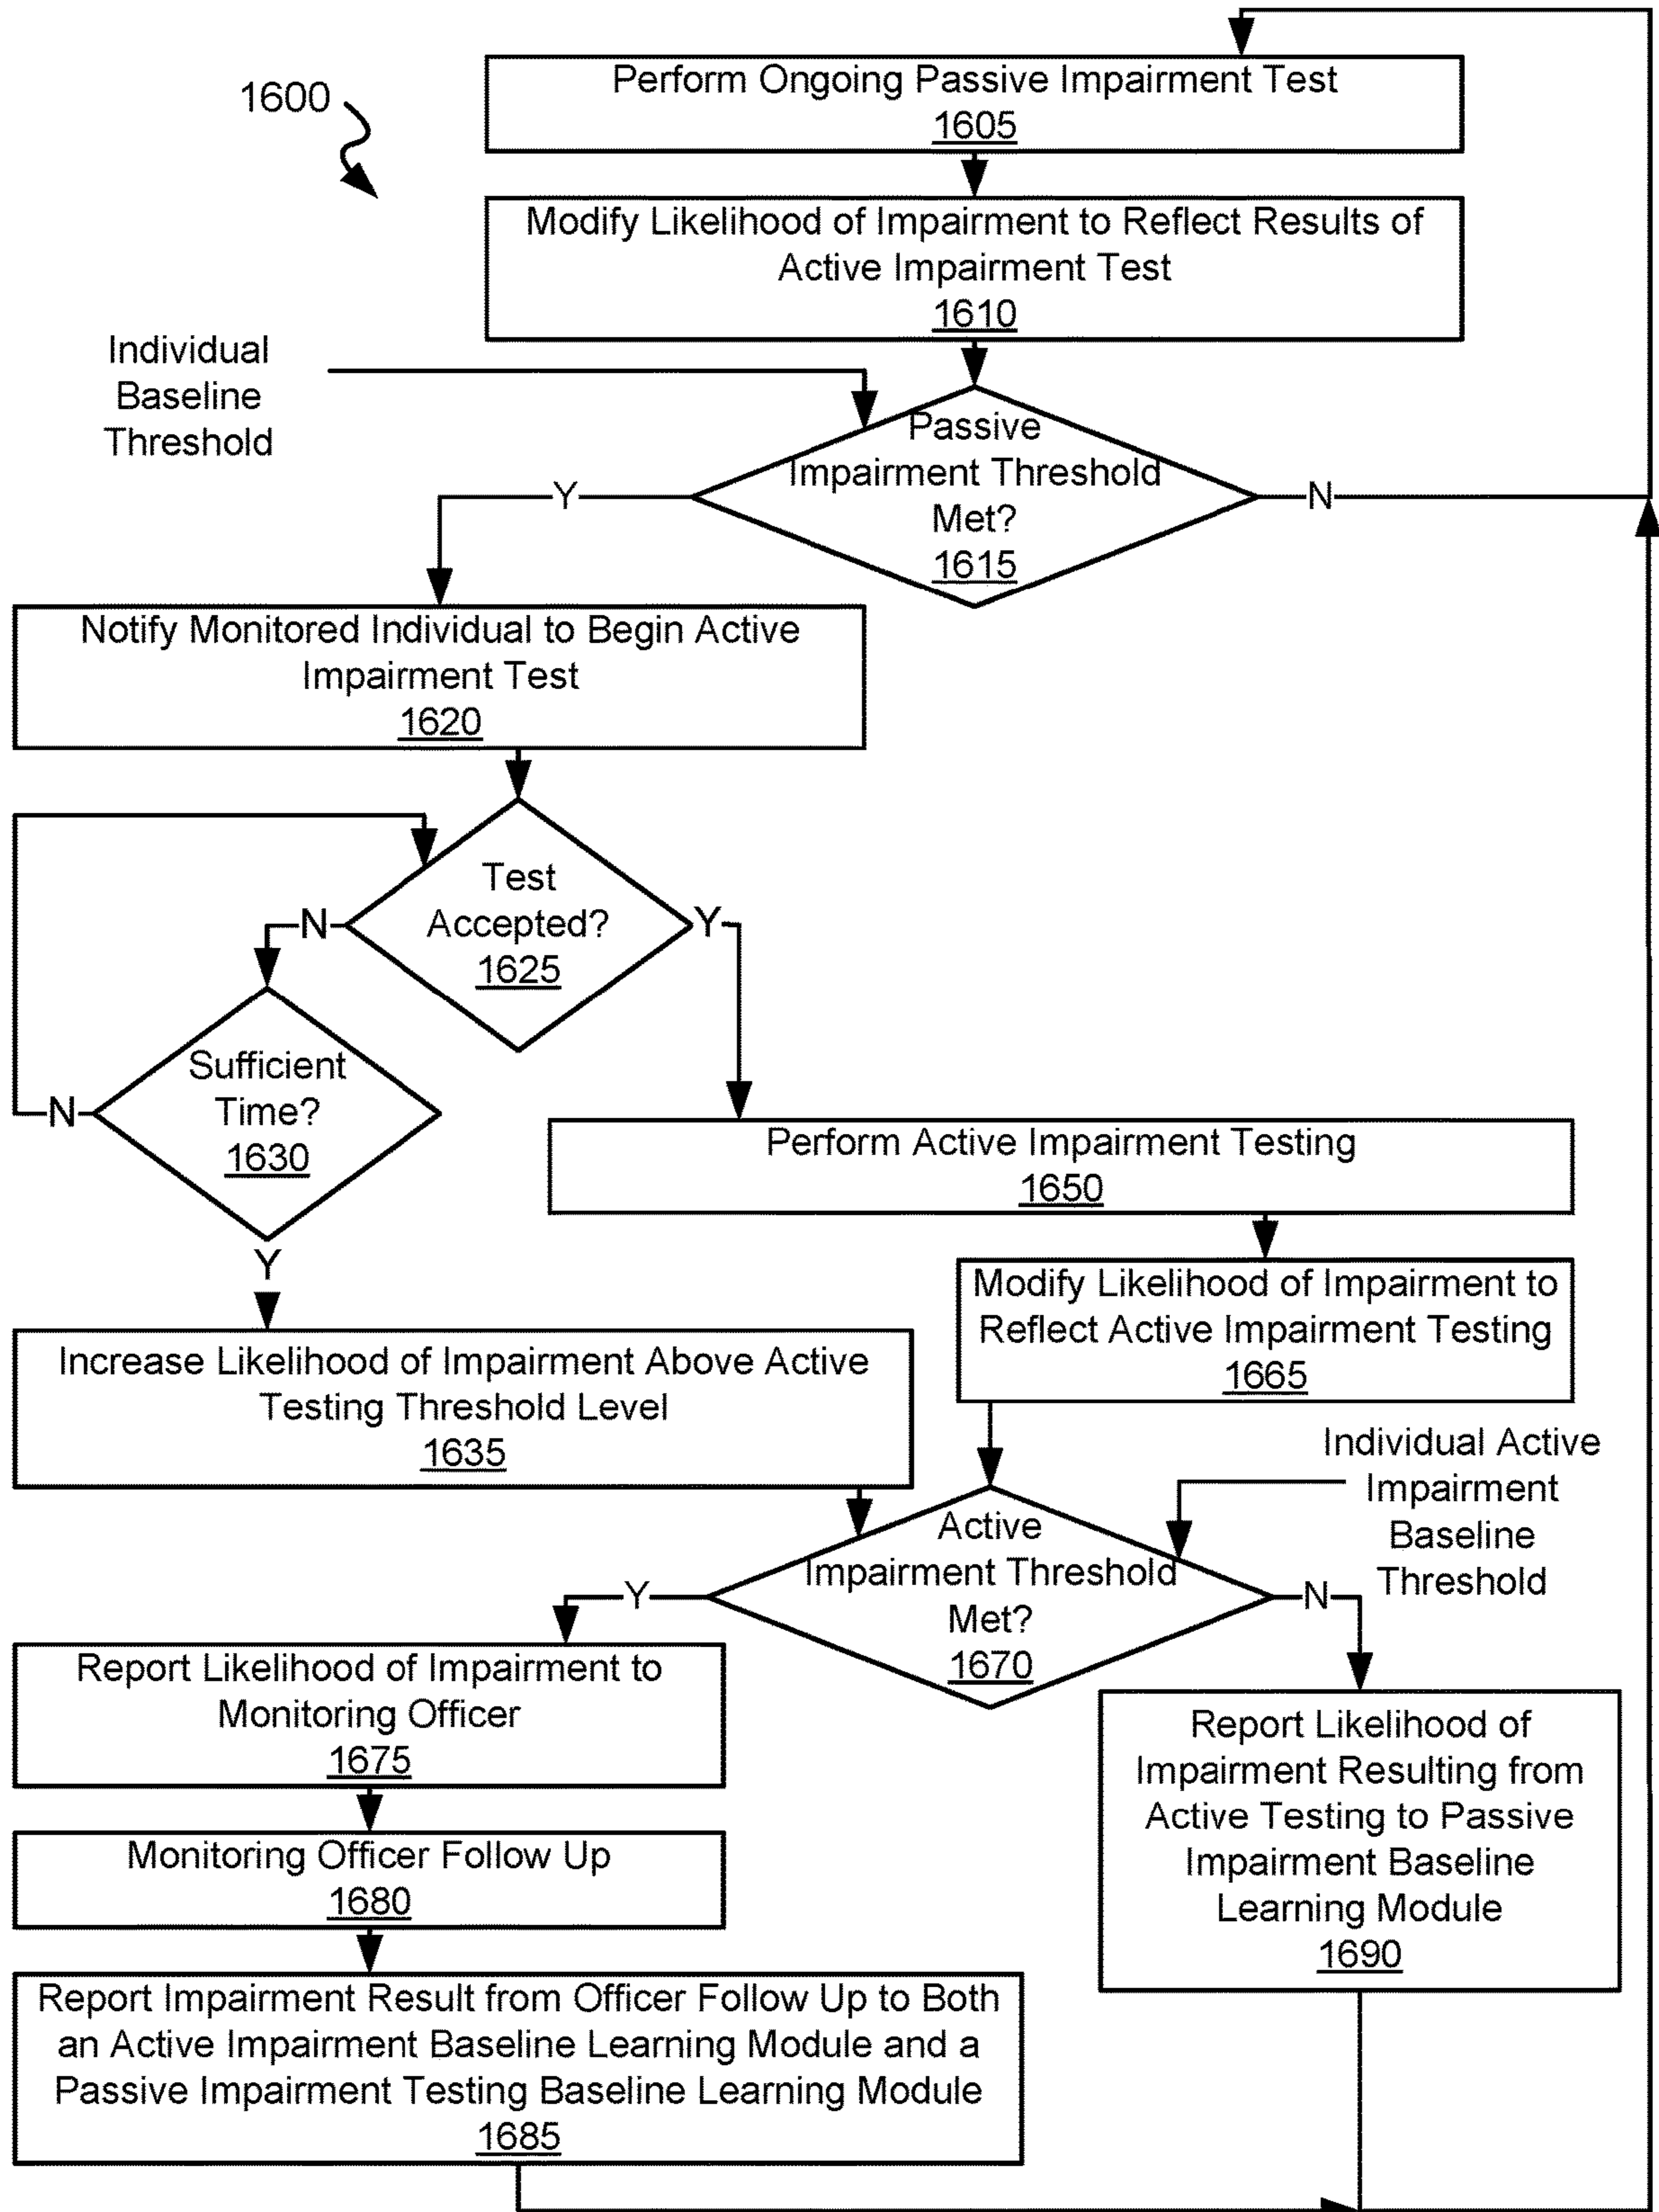 1600
Perform Ongoing Passive Impairment Test
1605
Modify Likelihood of Impairment to Reflect Results of
Active Impairment Test
1610
Individual
Baseline
Threshold
Passive
Impairment Threshold
Met?
1615
Y
N
Notify Monitored Individual to Begin Active
Impairment Test
1620
Test
Accepted?
1625
N
Y
Sufficient
Time?
1630
N
Y
Perform Active Impairment Testing
1650
Modify Likelihood of Impairment to
Reflect Active Impairment Testing
1665
Increase Likelihood of Impairment Above Active
Testing Threshold Level
1635
Individual Active
Impairment
Baseline
Threshold
Active
Impairment Threshold
Met?
1670
Y
N
Report Likelihood of Impairment to
Monitoring Officer
1675
Monitoring Officer Follow Up
1680
Report Impairment Result from Officer Follow Up to Both
an Active Impairment Baseline Learning Module and a
Passive Impairment Testing Baseline Learning Module
1685
Report Likelihood of
Impairment Resulting from
Active Testing to Passive
Impairment Baseline
Learning Module
1690